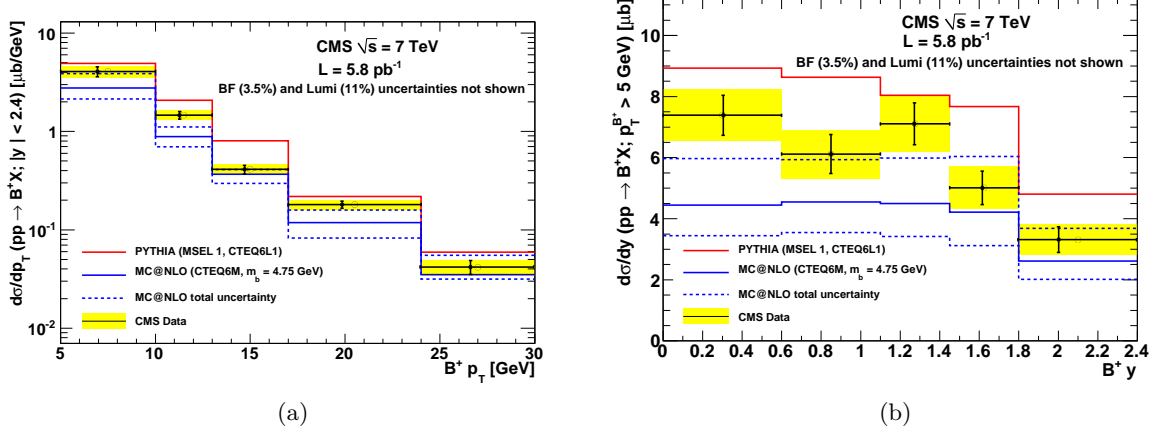 dσ/dp_T (pp → B⁺X; |y| < 2.4) [μb/GeV]
10
1
10⁻¹
10⁻²
CMS √s = 7 TeV
L = 5.8 pb⁻¹
BF (3.5%) and Lumi (11%) uncertainties not shown
PYTHIA (MSEL 1, CTEQ6L1)
MC@NLO (CTEQ6M, m_b = 4.75 GeV)
MC@NLO total uncertainty
CMS Data
5 10 15 20 25 30
B⁺ p_T [GeV]
(a)
dσ/dy (pp → B⁺X; p_T^B⁺ > 5 GeV) [μb]
10
8
6
4
2
0
CMS √s = 7 TeV
L = 5.8 pb⁻¹
BF (3.5%) and Lumi (11%) uncertainties not shown
PYTHIA (MSEL 1, CTEQ6L1)
MC@NLO (CTEQ6M, m_b = 4.75 GeV)
MC@NLO total uncertainty
CMS Data
0 0.2 0.4 0.6 0.8 1 1.2 1.4 1.6 1.8 2 2.2 2.4
B⁺ y
(b)